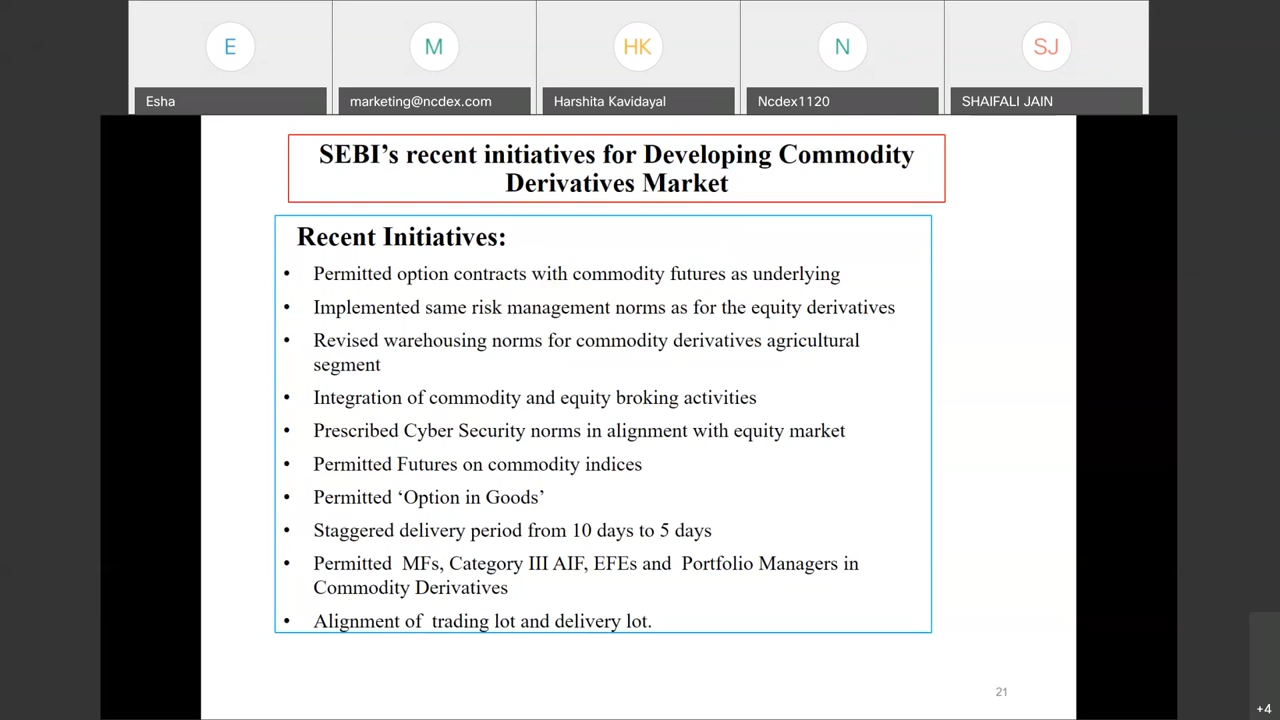 E
M
HK
N
SJ
Esha
marketing@ncdex.com
Harshita Kavidayal
Ncdex1120
SHAIFALI JAIN
SEBI’s recent initiatives for Developing Commodity
Derivatives Market
Recent Initiatives:
• Permitted option contracts with commodity futures as underlying
• Implemented same risk management norms as for the equity derivatives
• Revised warehousing norms for commodity derivatives agricultural
segment
• Integration of commodity and equity broking activities
• Prescribed Cyber Security norms in alignment with equity market
• Permitted Futures on commodity indices
• Permitted ‘Option in Goods’
• Staggered delivery period from 10 days to 5 days
• Permitted MFs, Category III AIF, EFEs and Portfolio Managers in
Commodity Derivatives
• Alignment of trading lot and delivery lot.
21
+4